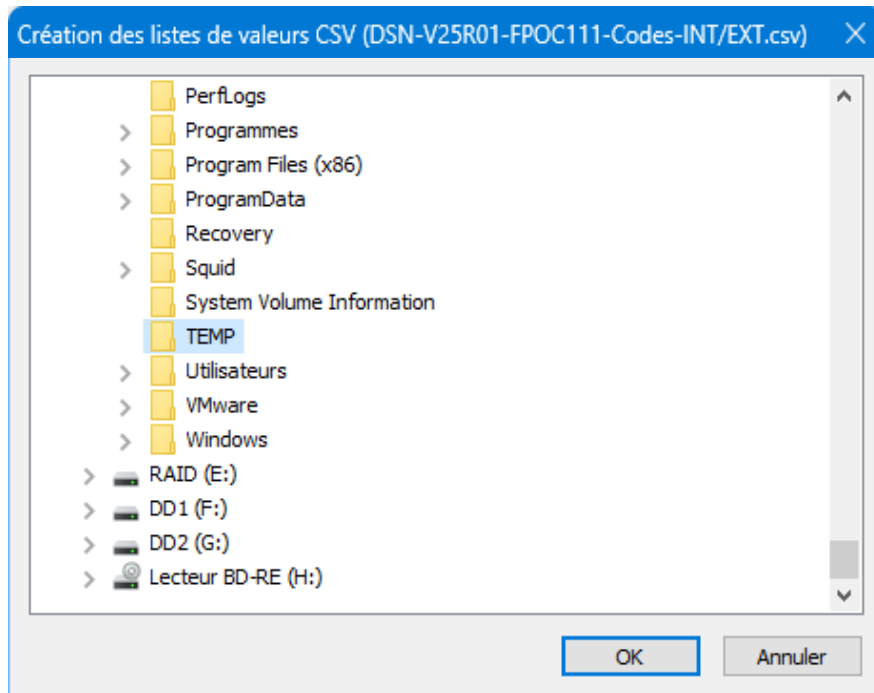 Création des listes de valeurs CSV (DSN-V25R01-FPOC111-Codes-INT/EXT.csv)
PerfLogs
Programmes
Program Files (x86)
ProgramData
Recovery
Squid
System Volume Information
TEMP
Utilisateurs
VMware
Windows
RAID (E:)
DD1 (F:)
DD2 (G:)
Lecteur BD-RE (H:)
OK Annuler